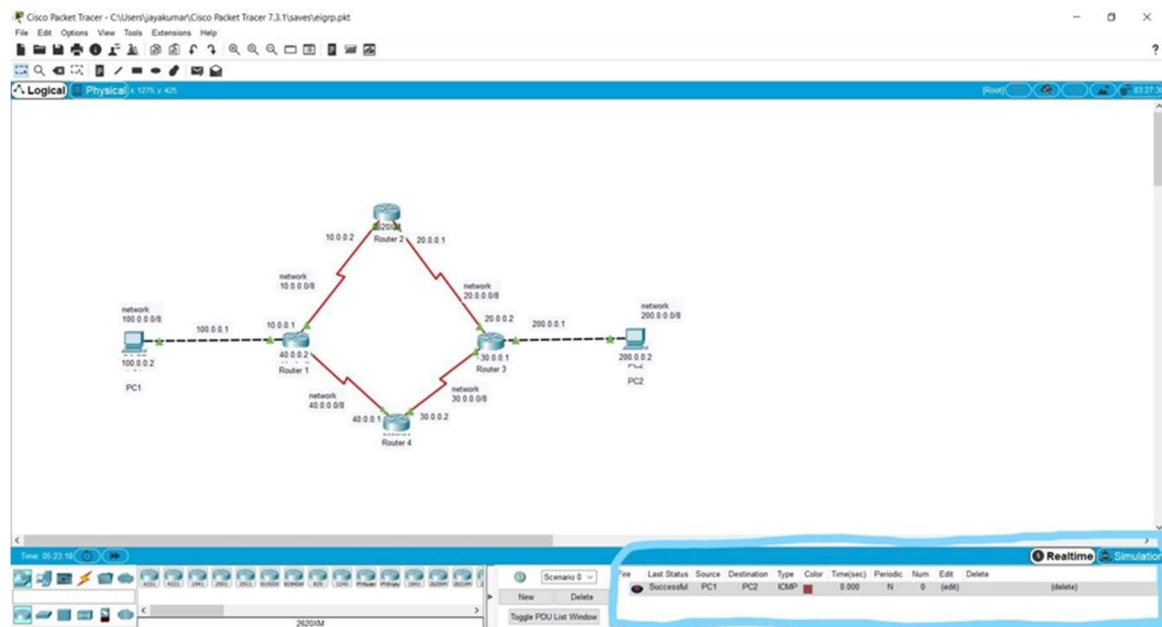 Cisco Packet Tracer - C:\Users\jayakumar\Cisco Packet Tracer 7.3.1\saves\eigrp.pkt
File Edit Options View Tools Extensions Help
?
Logical Physical x: 1275, y: 425 [Root]
Router 2
10.0.0.2
20.0.0.1
network
10.0.0.0/8
network
20.0.0.0/8
network
100.0.0.0/8
100.0.0.1
10.0.0.1
20.0.0.2
200.0.0.1
network
200.0.0.0/8
100.0.0.2
40.0.0.2
30.0.0.1
200.0.0.2
Router 1
Router 3
PC1
PC2
network
40.0.0.0/8
network
30.0.0.0/8
40.0.0.1
30.0.0.2
Router 4
Time: 05:23:18
Realtime Simulation
Scenario 0
New Delete
Toggle PDU List Window
2620XM
Last Status Source Destination Type Color Time(sec) Periodic Num Edit Delete
Successful PC1 PC2 ICMP 0.000 N 0 (edit) (delete)